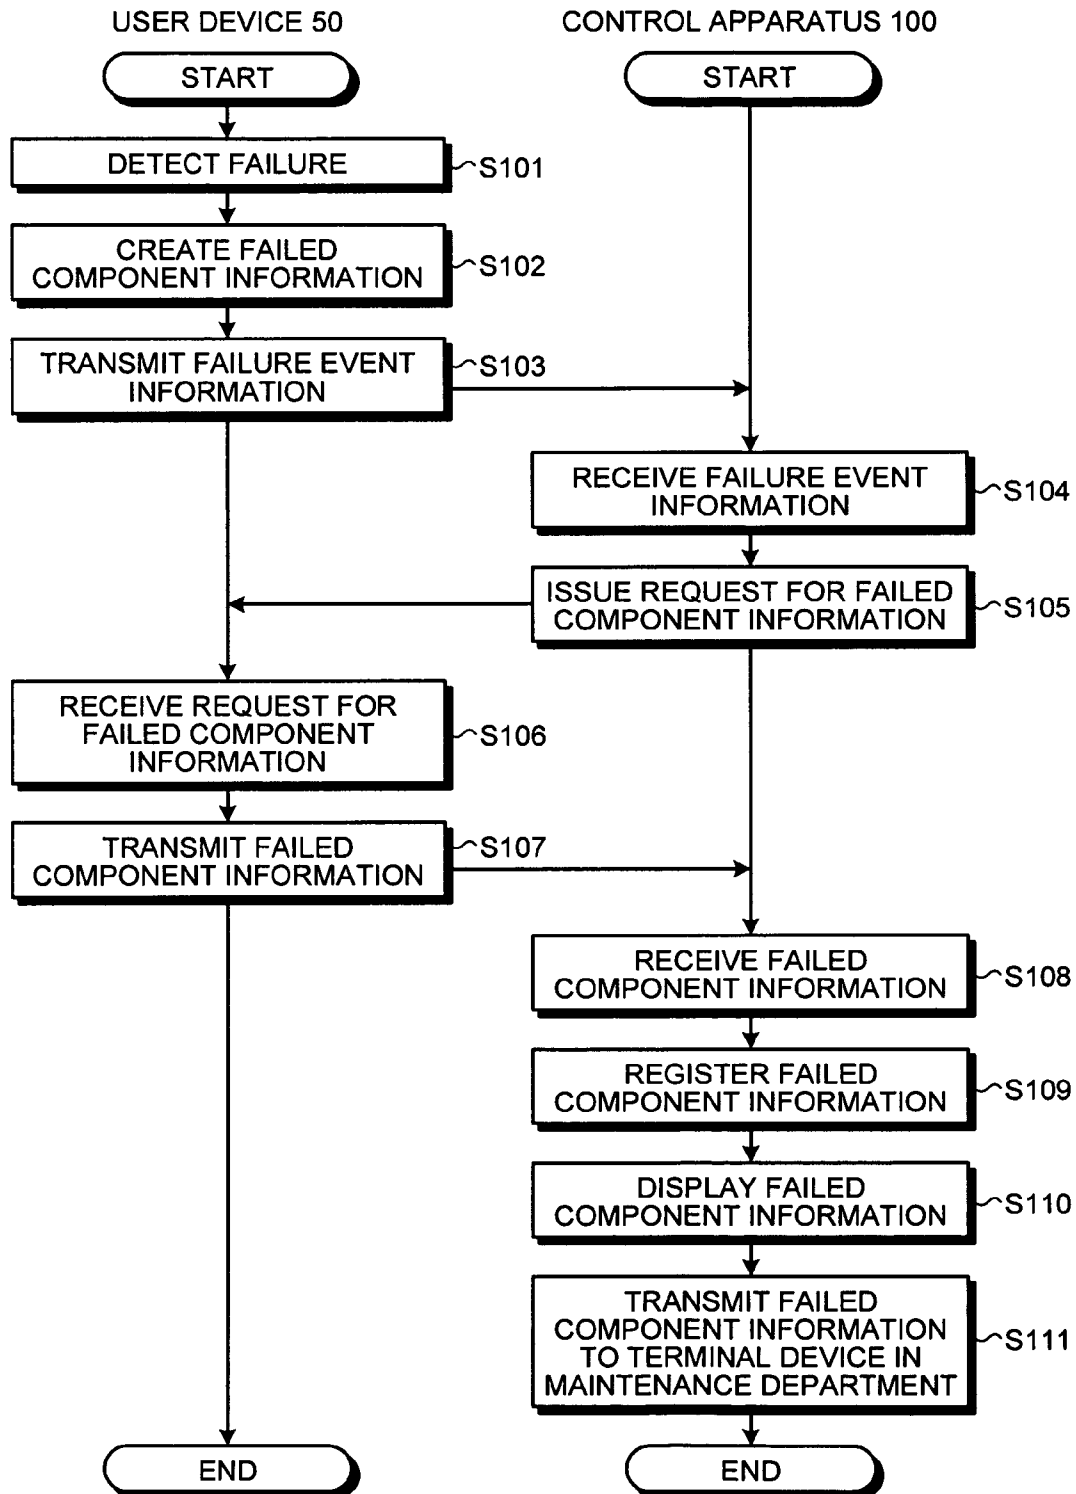 USER DEVICE 50
CONTROL APPARATUS 100
START
START
DETECT FAILURE
S101
CREATE FAILED
COMPONENT INFORMATION
S102
TRANSMIT FAILURE EVENT
INFORMATION
S103
RECEIVE FAILURE EVENT
INFORMATION
S104
ISSUE REQUEST FOR FAILED
COMPONENT INFORMATION
S105
RECEIVE REQUEST FOR
FAILED COMPONENT
INFORMATION
S106
TRANSMIT FAILED
COMPONENT INFORMATION
S107
RECEIVE FAILED
COMPONENT INFORMATION
S108
REGISTER FAILED
COMPONENT INFORMATION
S109
DISPLAY FAILED
COMPONENT INFORMATION
S110
TRANSMIT FAILED
COMPONENT INFORMATION
TO TERMINAL DEVICE IN
MAINTENANCE DEPARTMENT
S111
END
END